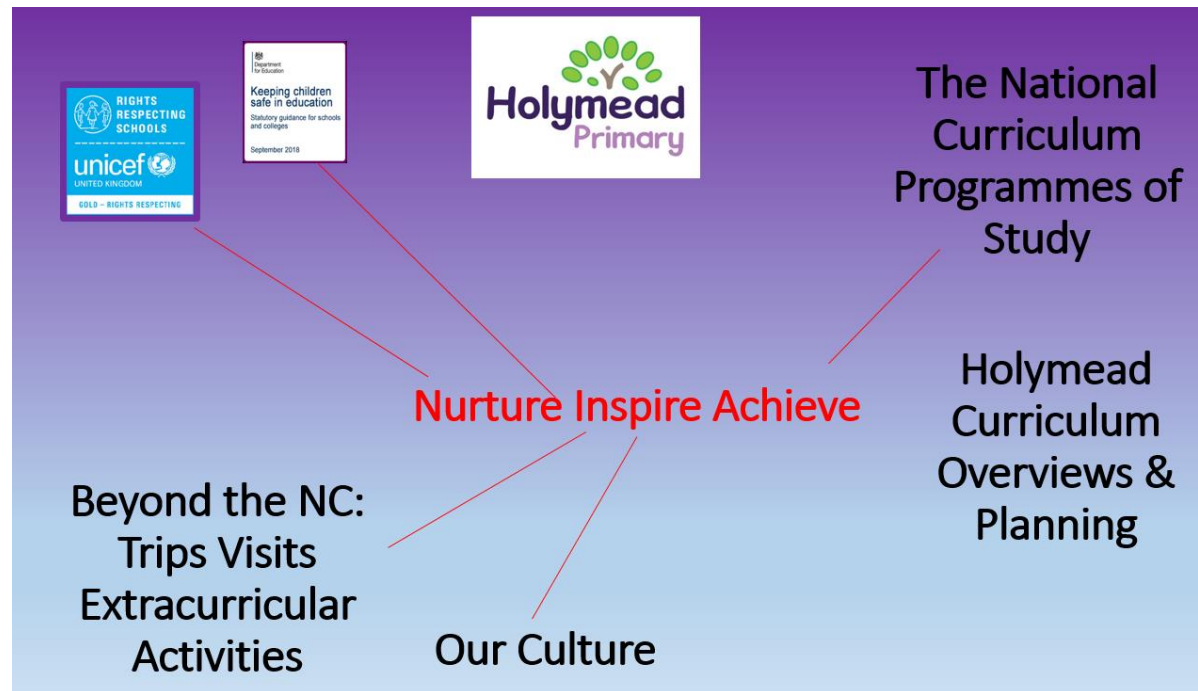 RIGHTS
RESPECTING
SCHOOLS
unicef
UNITED KINGDOM
GOLD – RIGHTS RESPECTING
Department
for Education
Keeping children
safe in education
Statutory guidance for schools
and colleges
September 2018
Holymead
Primary
The National
Curriculum
Programmes of
Study
Nurture Inspire Achieve
Holymead
Curriculum
Overviews &
Planning
Beyond the NC:
Trips Visits
Extracurricular
Activities
Our Culture